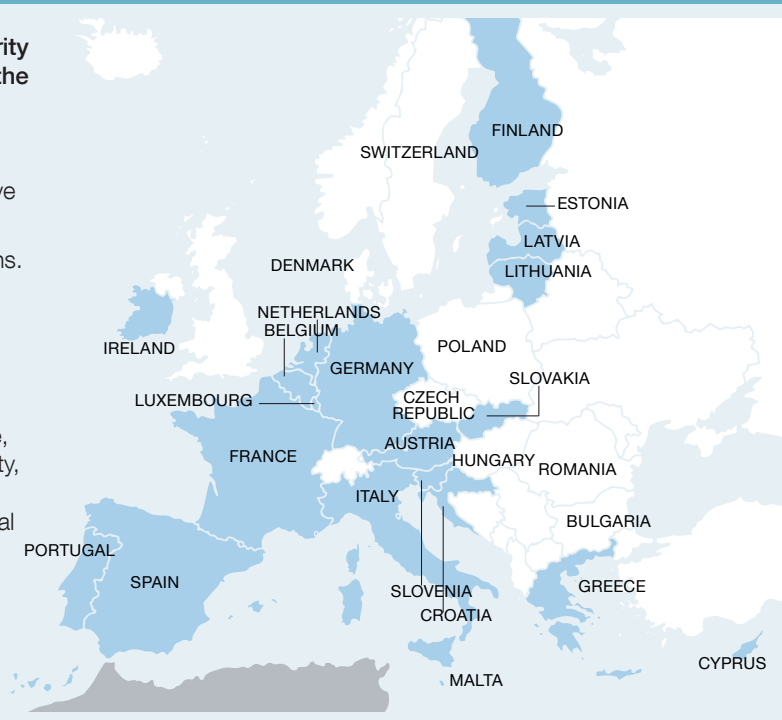 rity
the
ve
ns.
e,
ty,
al
FINLAND
SWITZERLAND
ESTONIA
LATVIA
LITHUANIA
DENMARK
NETHERLANDS
BELGIUM
IRELAND
POLAND
GERMANY
SLOVAKIA
LUXEMBOURG
CZECH
REPUBLIC
AUSTRIA
FRANCE
HUNGARY
ROMANIA
ITALY
BULGARIA
PORTUGAL
SPAIN
SLOVENIA
GREECE
CROATIA
CYPRUS
MALTA